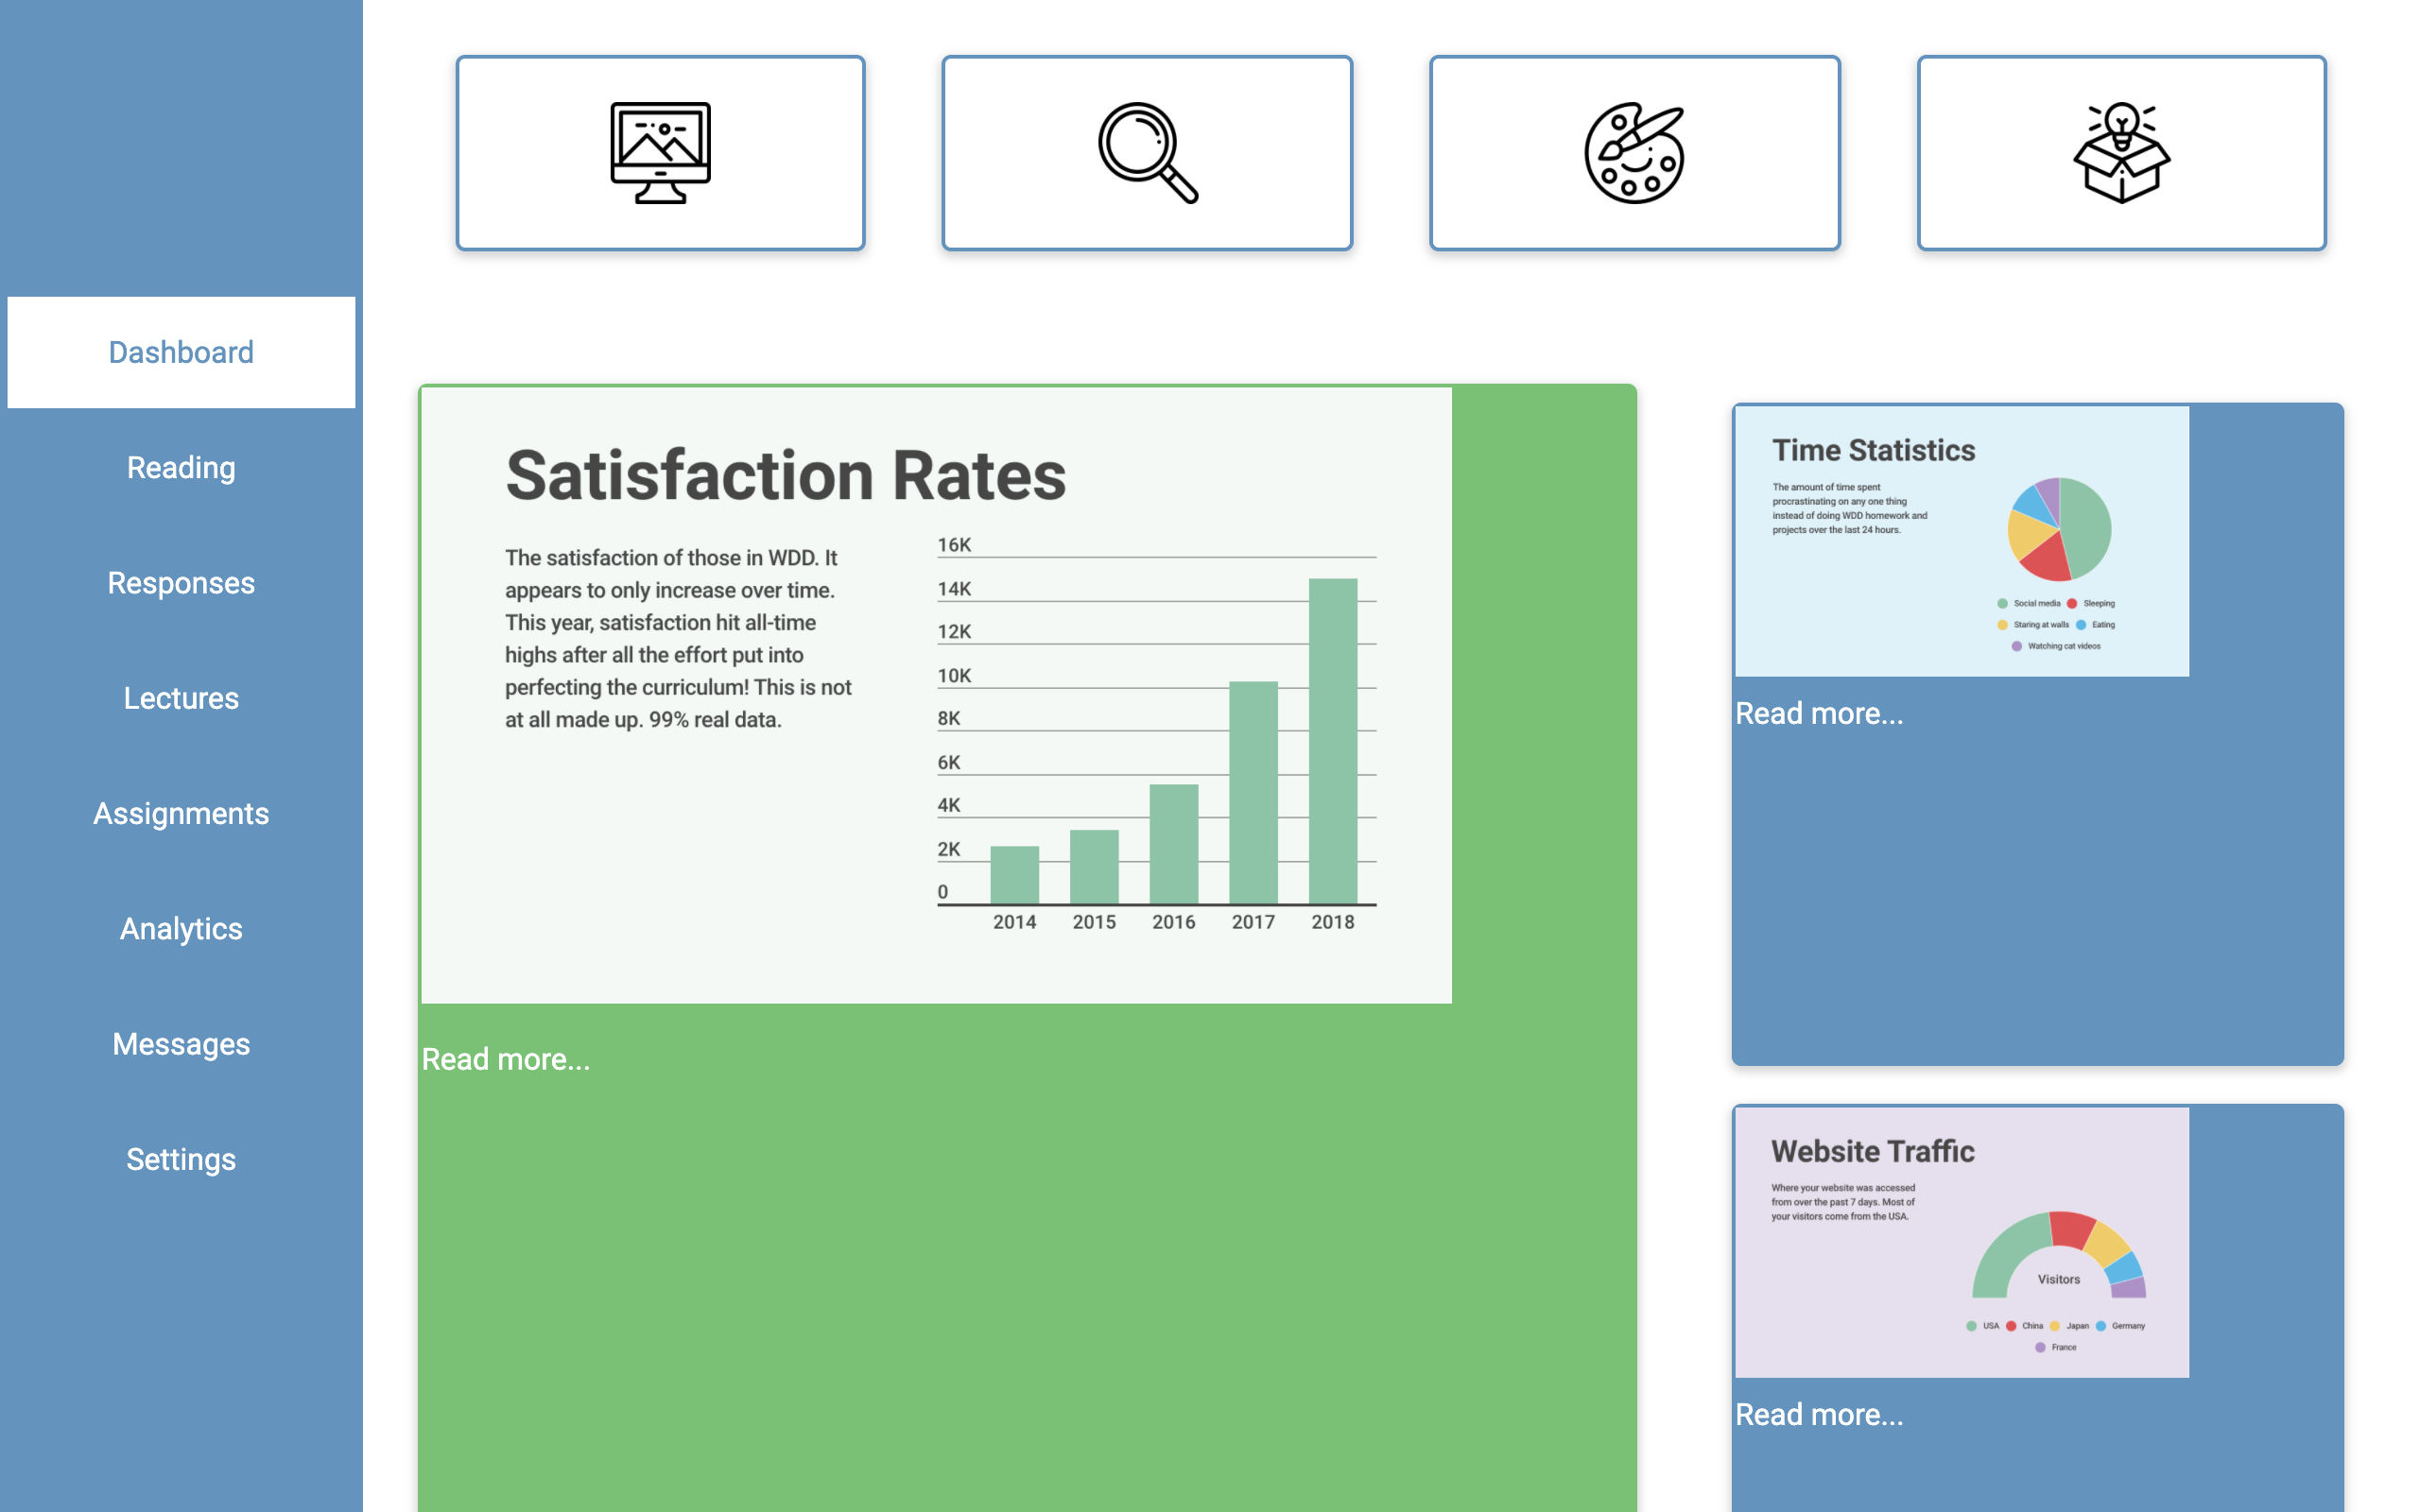 Dashboard
Reading
Responses
Lectures
Assignments
Analytics
Messages
Settings
Satisfaction Rates
The satisfaction of those in WDD. It
appears to only increase over time.
This year, satisfaction hit all-time
highs after all the effort put into
perfecting the curriculum! This is not
at all made up. 99% real data.
16K
14K
12K
10K
8K
6K
4K
2K
0
2014 2015 2016 2017 2018
Read more...
Time Statistics
The amount of time spent
procrastinating on any one thing
instead of doing WDD homework and
projects over the last 24 hours.
Social media Sleeping
Staring at walls Eating
Watching cat videos
Read more...
Website Traffic
Where your website was accessed
from over the past 7 days. Most of
your visitors come from the USA.
Visitors
USA China Japan Germany
France
Read more...